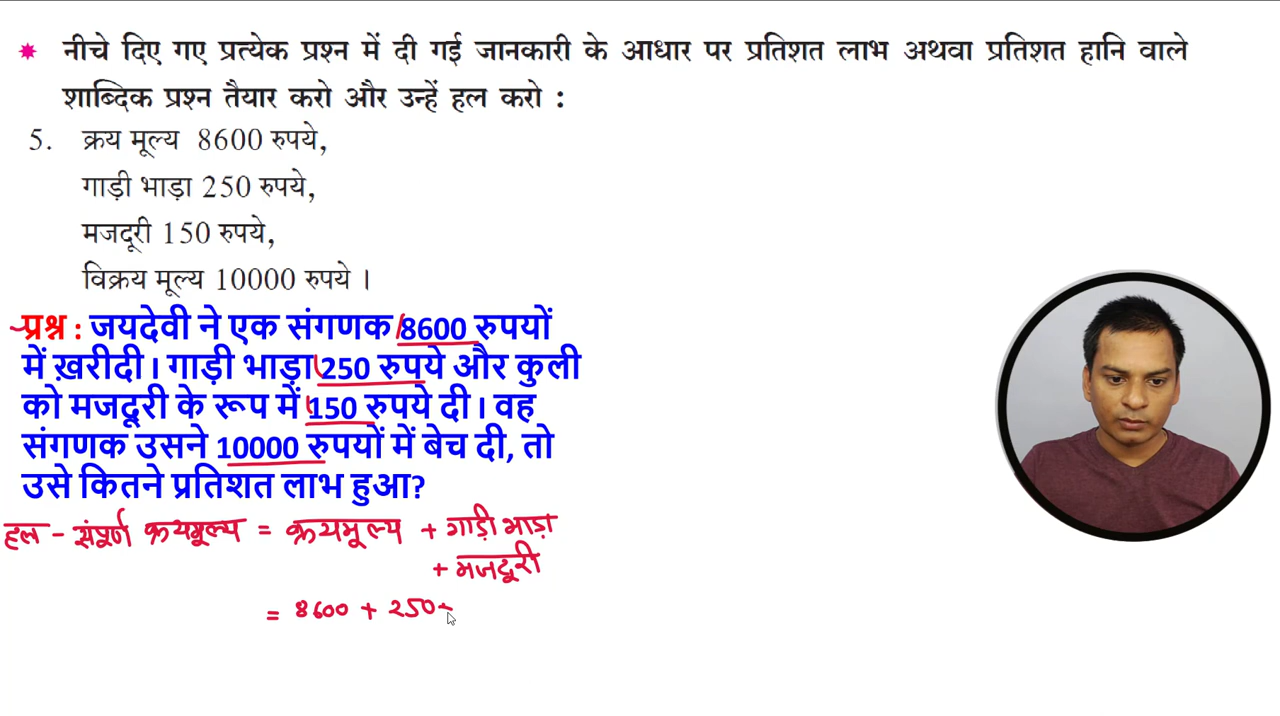 ✷ नीचे दिए गए प्रत्येक प्रश्न में दी गई जानकारी के आधार पर प्रतिशत लाभ अथवा प्रतिशत हानि वाले
शाब्दिक प्रश्न तैयार करो और उन्हें हल करो :
5. क्रय मूल्य 8600 रुपये,
गाड़ी भाड़ा 250 रुपये,
मजदूरी 150 रुपये,
विक्रय मूल्य 10000 रुपये ।
प्रश्न : जयदेवी ने एक संगणक 8600 रुपयों
में ख़रीदी । गाड़ी भाड़ा 250 रुपये और कुली
को मजदूरी के रूप में 150 रुपये दी । वह
संगणक उसने 10000 रुपयों में बेच दी, तो
उसे कितने प्रतिशत लाभ हुआ?
हल - संपूर्ण क्रयमूल्य = क्रयमूल्य + गाड़ी भाड़ा
+ मजदूरी
= 8600 + 250 -